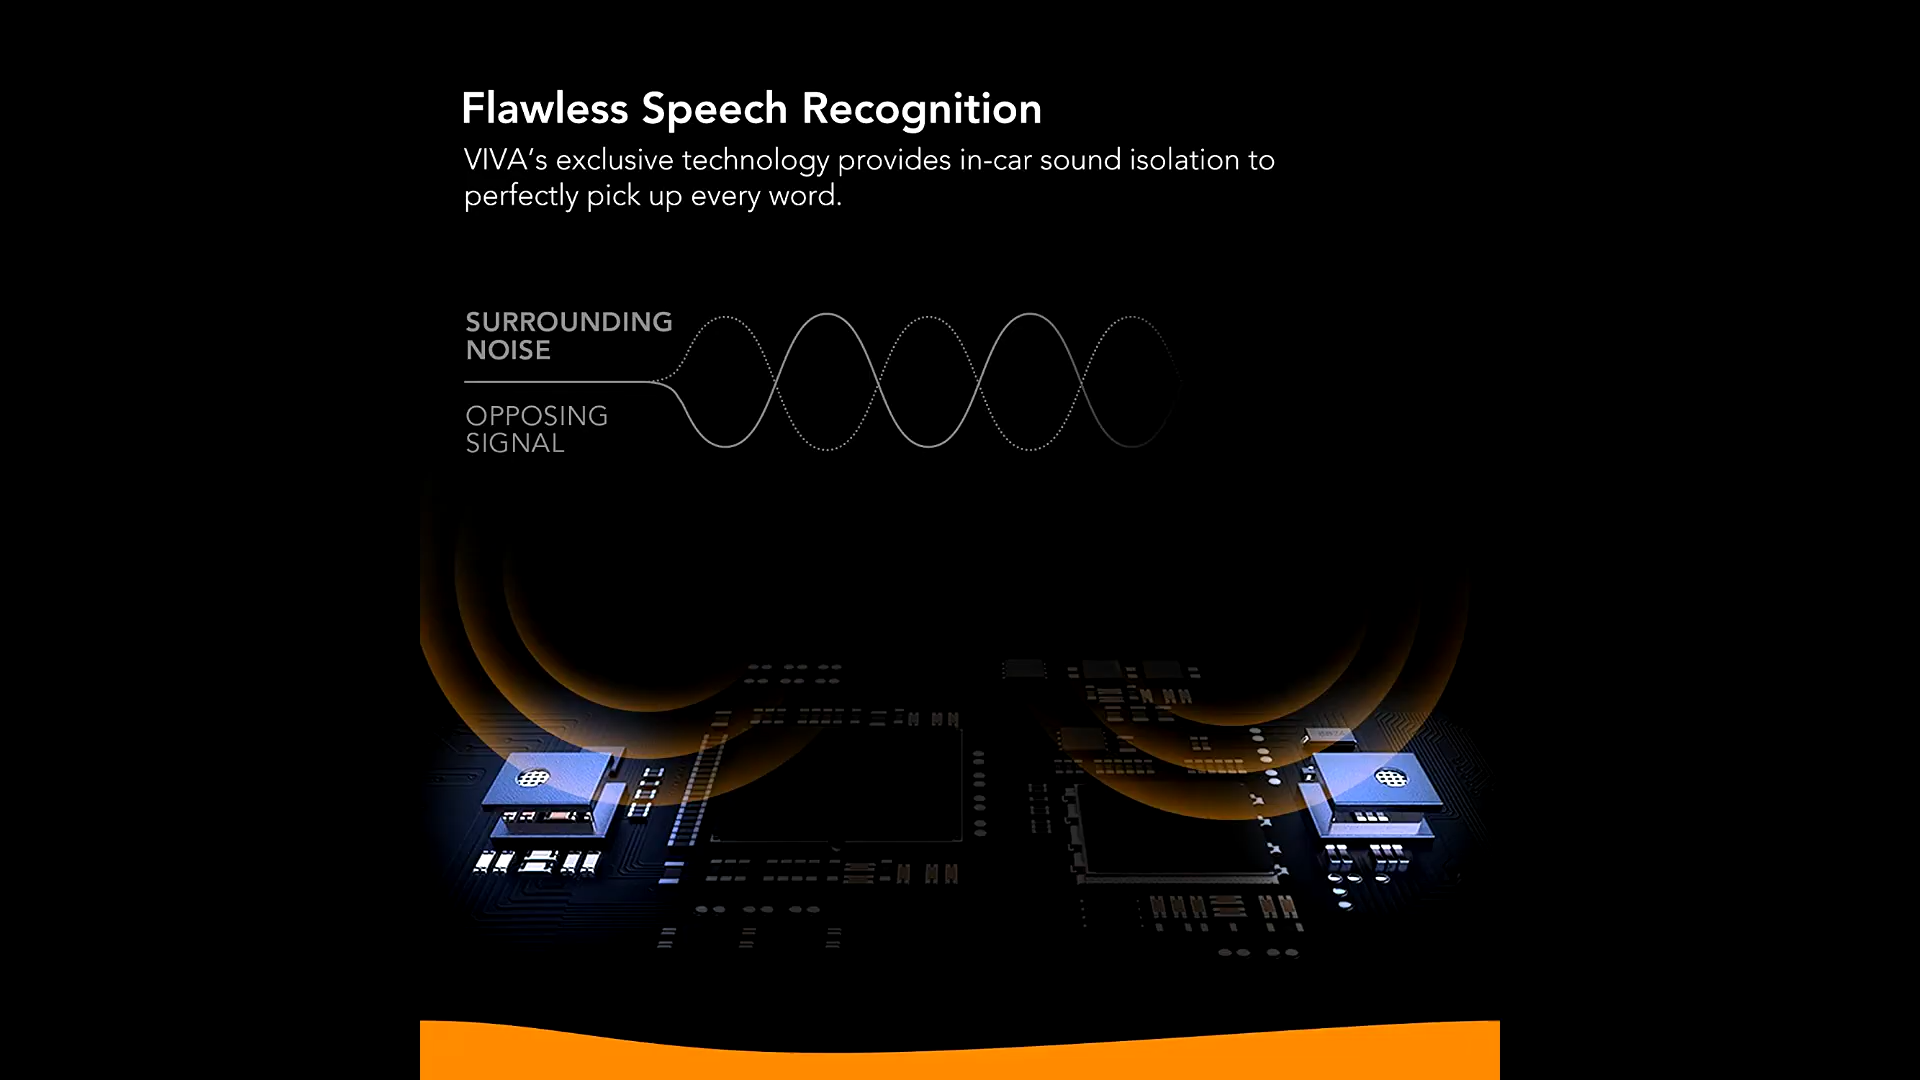 Flawless Speech Recognition
VIVA's exclusive technology provides in-car sound isolation to
perfectly pick up every word.
SURROUNDING
NOISE
OPPOSING
SIGNAL